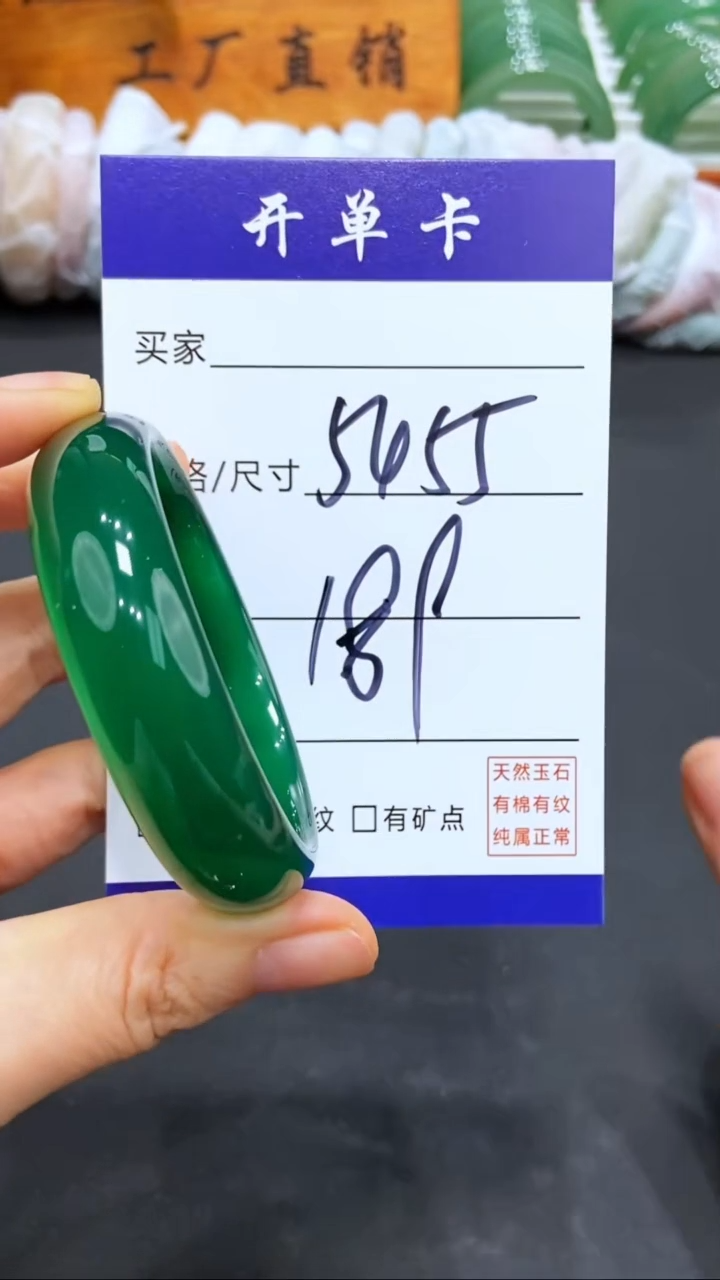 工厂直销
开单卡
买家
格/尺寸 5455
18P
纹 □有矿点
天然玉石
有棉有纹
纯属正常